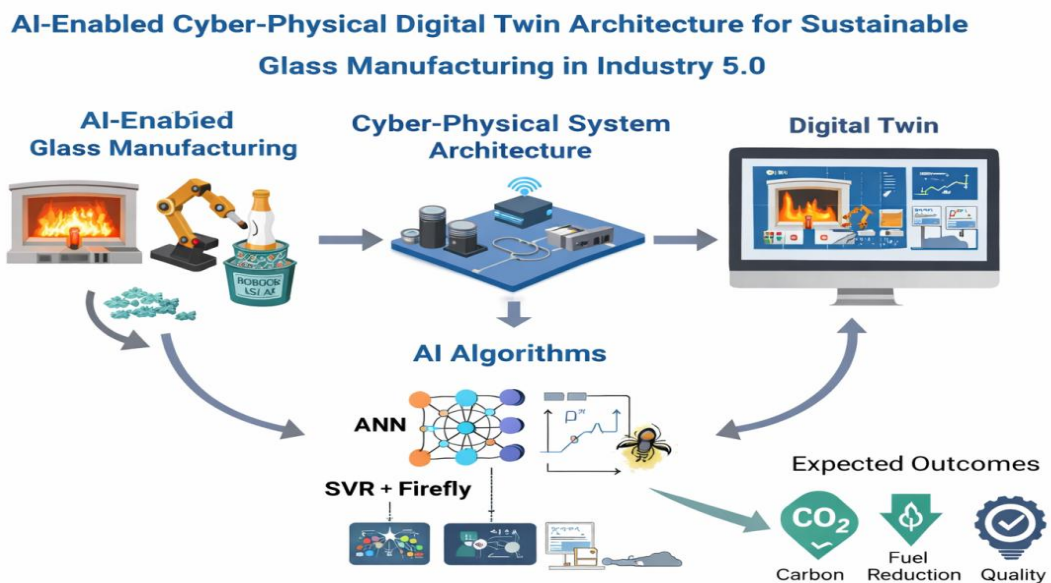 AI-Enabled Cyber-Physical Digital Twin Architecture for Sustainable
Glass Manufacturing in Industry 5.0
AI-Enabied
Glass Manufacturing
Cyber-Physical System
Architecture
Digital Twin
AI Algorithms
ANN
SVR + Firefly
Expected Outcomes
CO2
Carbon
Fuel
Reduction
Quality